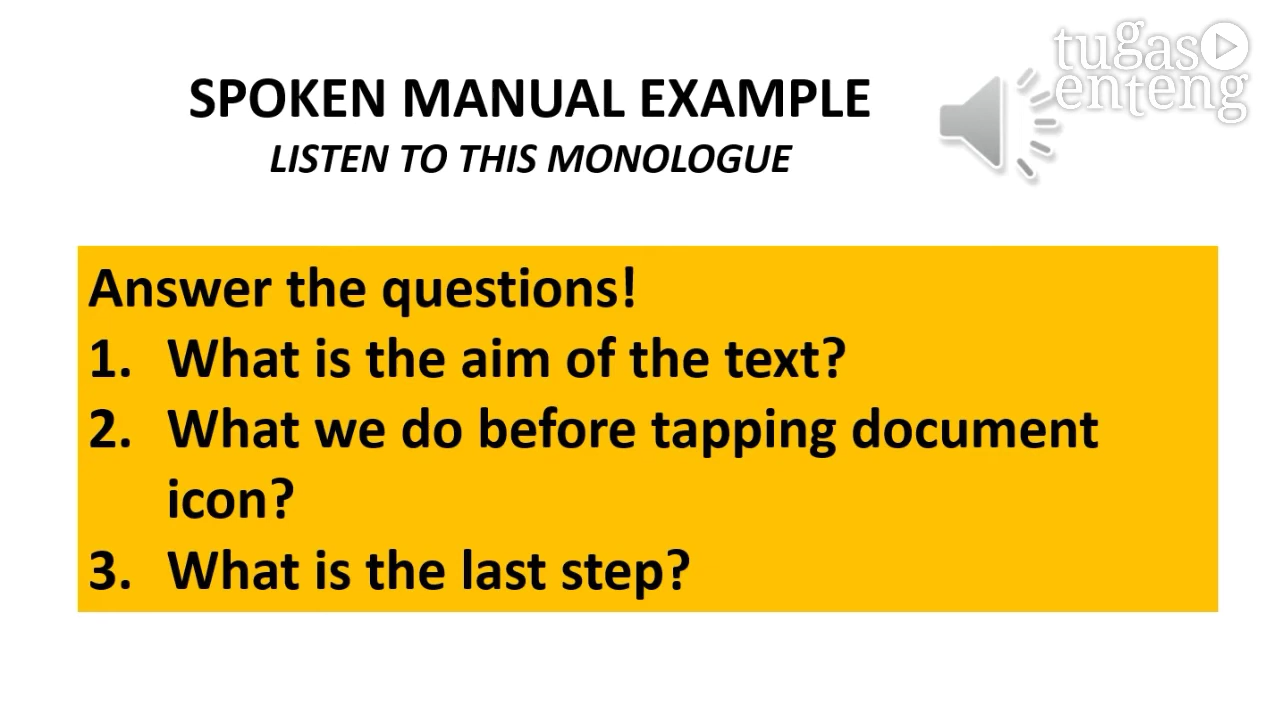 tugas
enteng
SPOKEN MANUAL EXAMPLE
LISTEN TO THIS MONOLOGUE
Answer the questions!
1. What is the aim of the text?
2. What we do before tapping document
icon?
3. What is the last step?